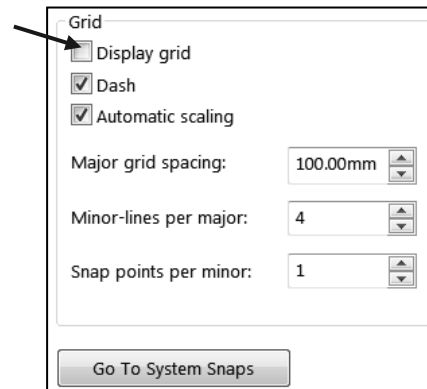 Grid
Display grid
Dash
Automatic scaling
Major grid spacing: 100.00mm
Minor-lines per major: 4
Snap points per minor: 1
Go To System Snaps